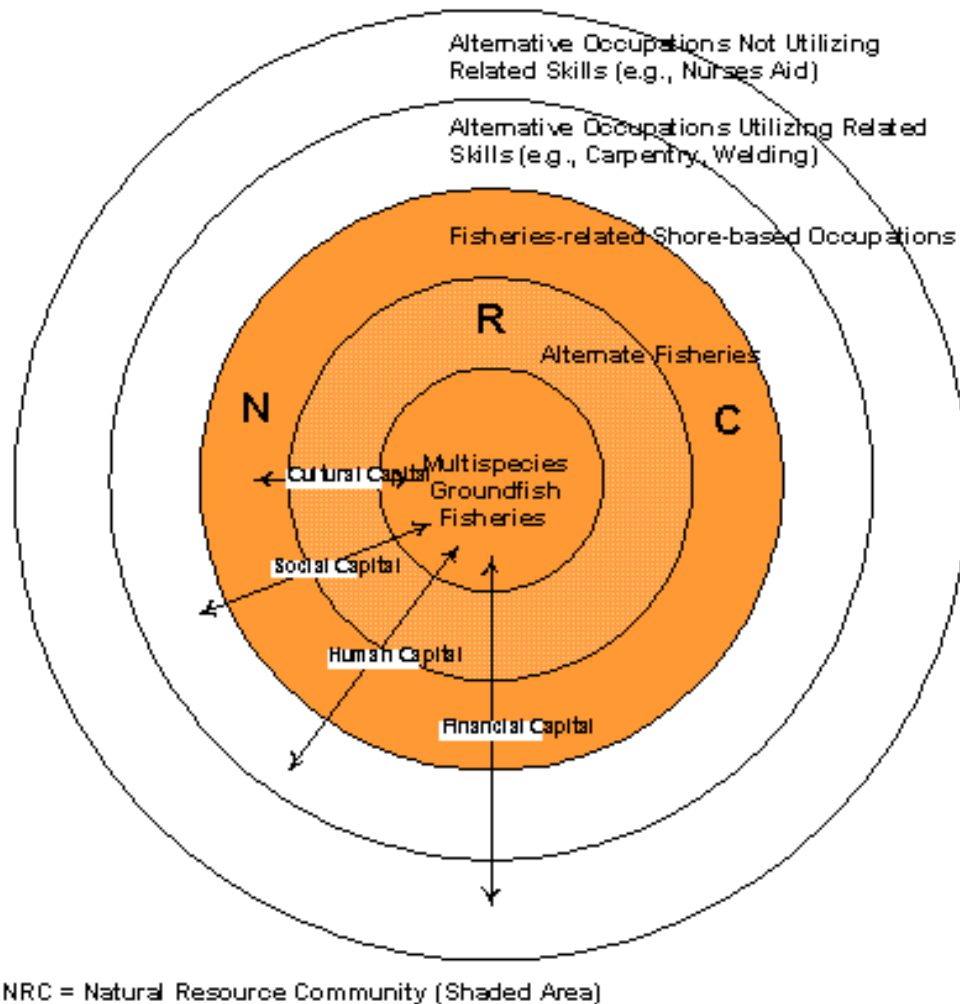 Alternative Occupations Not Utilizing
Related Skills (e.g., Nurses Aid)
Alternative Occupations Utilizing Related
Skills (e.g., Carpentry, Welding)
Fisheries-related Shore-based Occupations
R
Alternate Fisheries
N
C
Cultural Capital
Multispecies
Groundfish
Fisheries
Social Capital
Human Capital
Financial Capital
NRC = Natural Resource Community (Shaded Area)